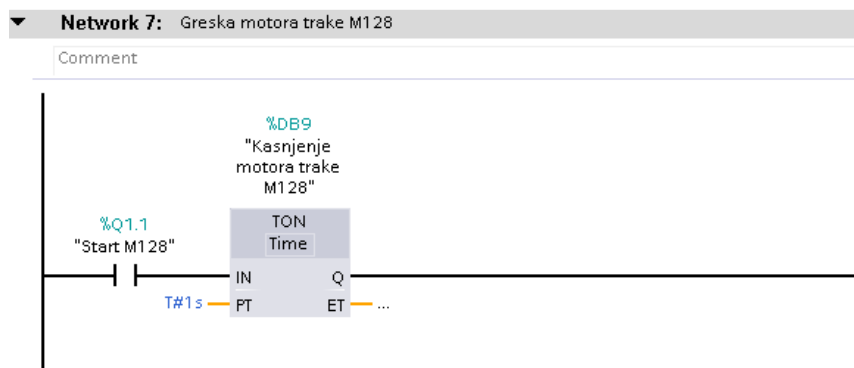 Network 7: Greska motora trake M128
Comment
%DB9
"Kasnjenje
motora trake
M128"
%Q1.1
"Start M128"
TON
Time
IN
Q
T#1s
PT
ET
...